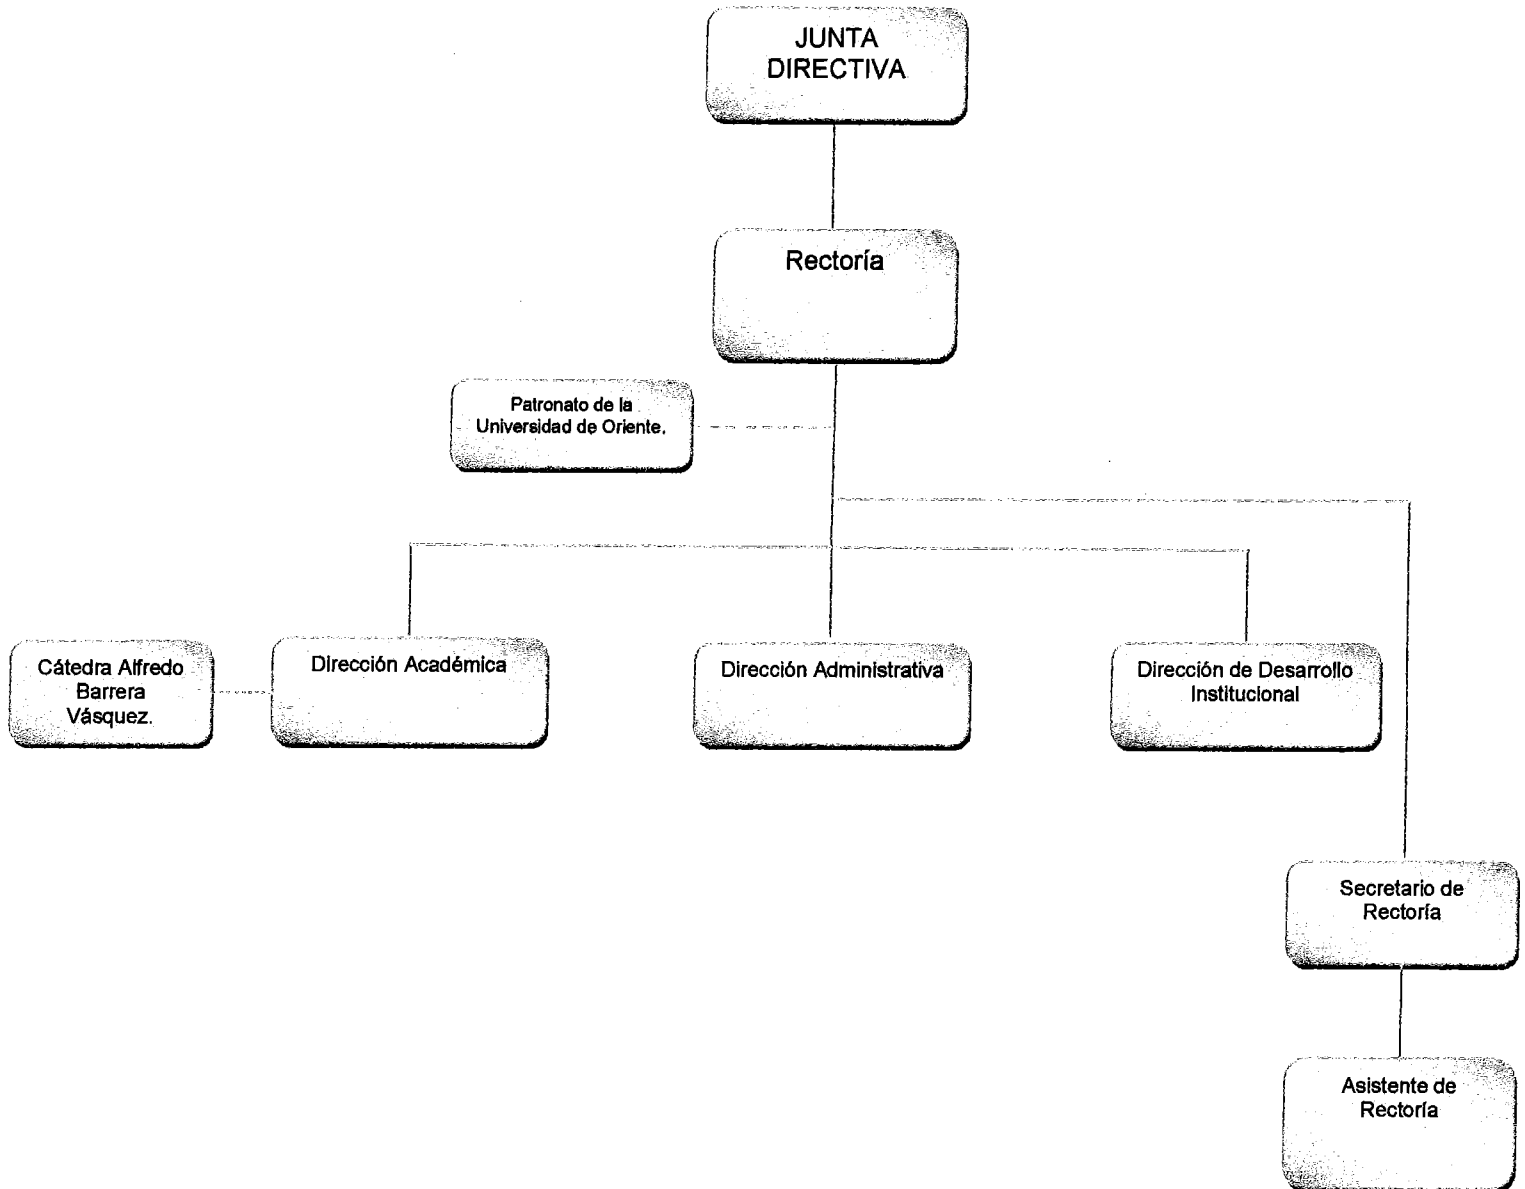 JUNTA
DIRECTIVA
Rectoría
Patronato de la
Universidad de Oriente.
Cátedra Alfredo
Barrera
Vásquez.
Dirección Académica
Dirección Administrativa
Dirección de Desarrollo
Institucional
Secretario de
Rectoría
Asistente de
Rectoría